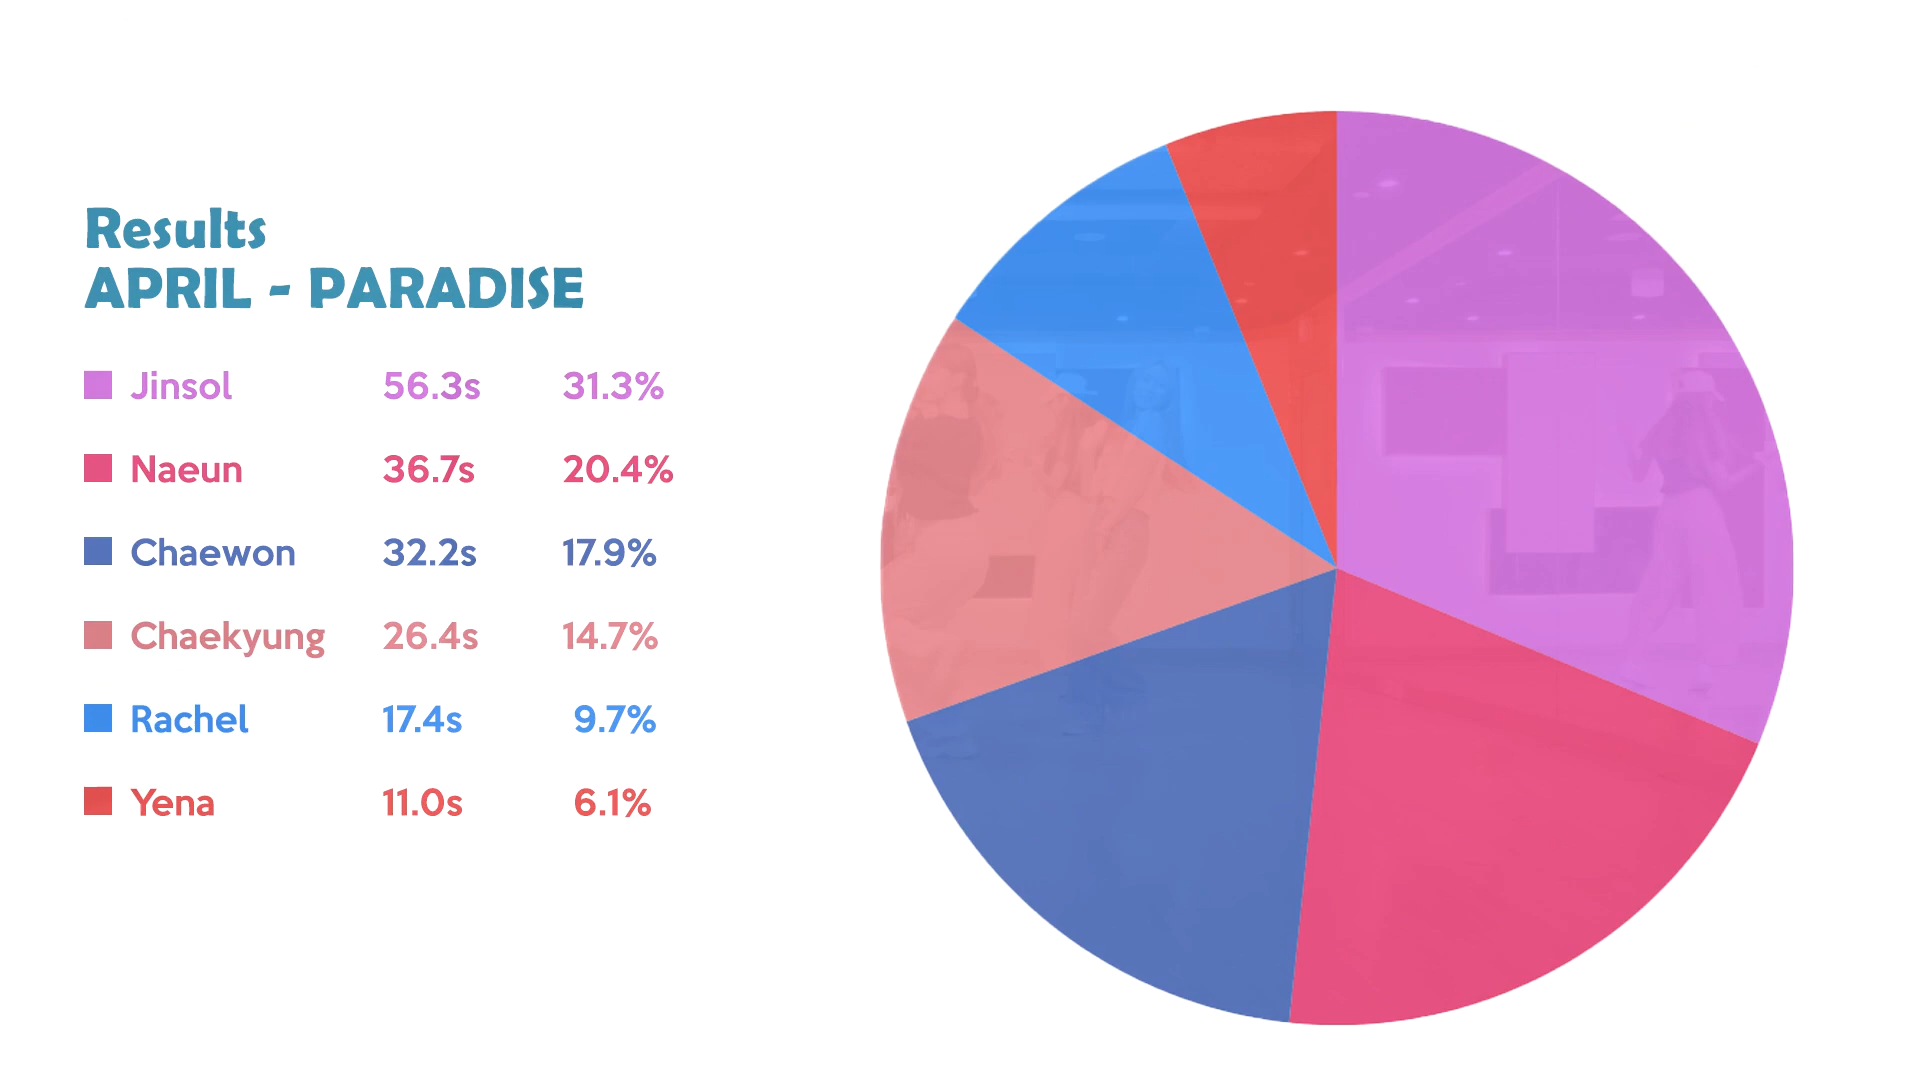 Results
APRIL - PARADISE
Jinsol 56.3s 31.3%
Naeun 36.7s 20.4%
Chaewon 32.2s 17.9%
Chaekyung 26.4s 14.7%
Rachel 17.4s 9.7%
Yena 11.0s 6.1%